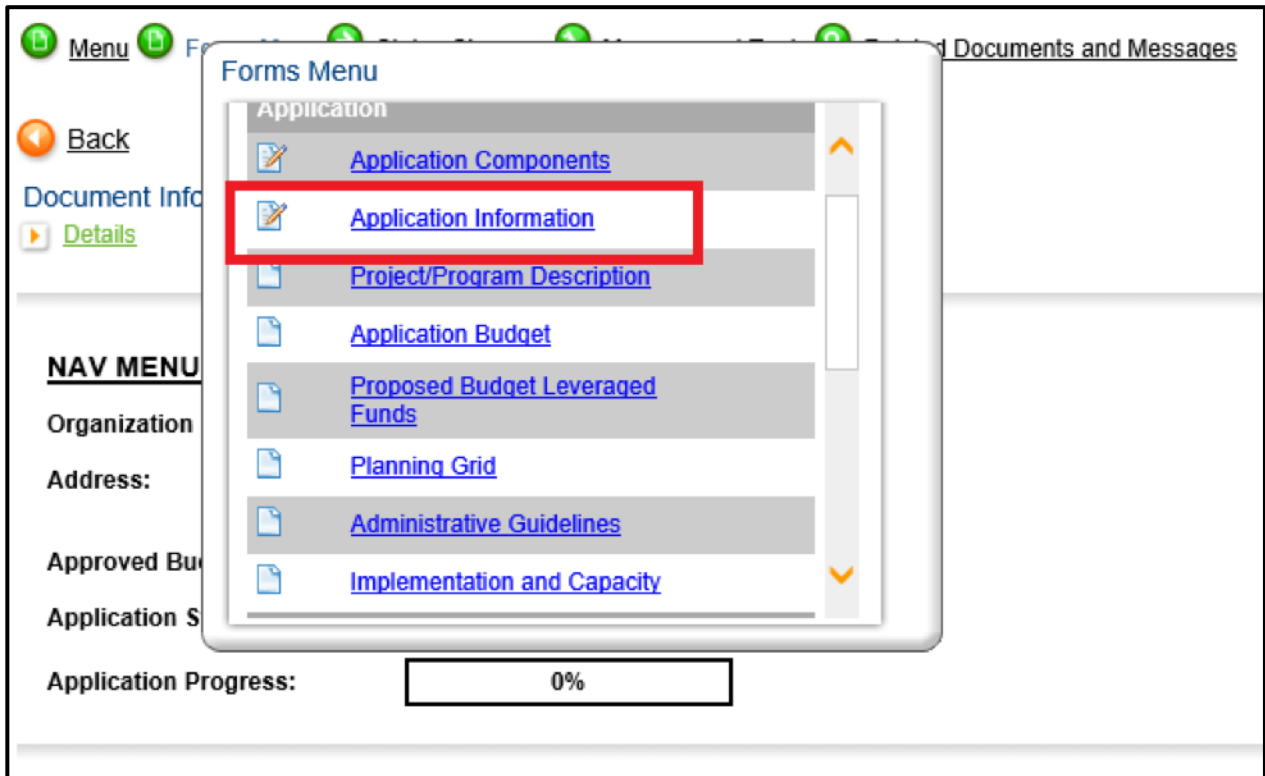 Menu
d Documents and Messages
Forms Menu
Application
Back
Application Components
Document Info
Application Information
Details
Project/Program Description
Application Budget
NAV MENU
Proposed Budget Leveraged
Funds
Organization
Planning Grid
Address:
Administrative Guidelines
Approved Bu
Implementation and Capacity
Application S
Application Progress: 0%